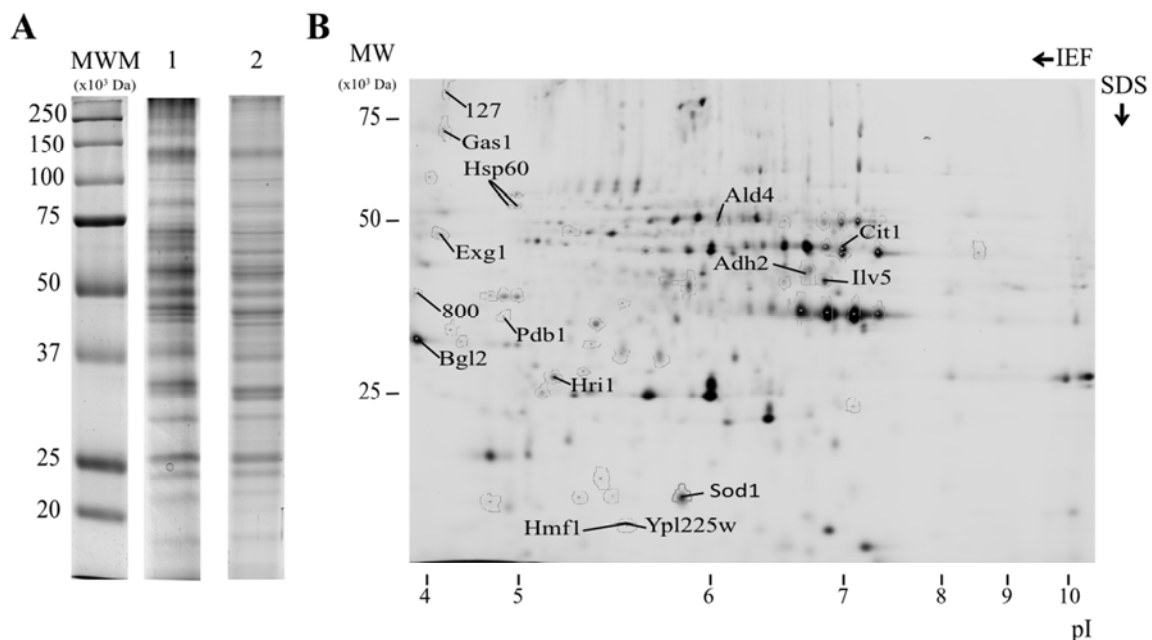 A
MWM 1 2
(x10³ Da)
250
150
100
75
50
37
25
20
B
MW
(x10³ Da)
←IEF
SDS
↓
75
50
25
127
Gas1
Hsp60
Ald4
Exg1
Cit1
Adh2
Ilv5
800
Pdb1
Bgl2
Hri1
Sod1
Hmf1 Ypl225w
4 5 6 7 8 9 10
pI